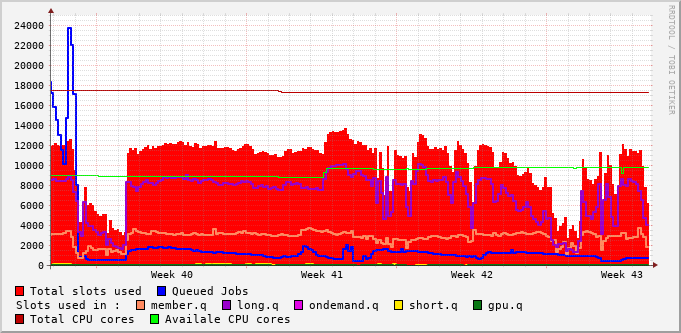 RRDTOOL / TOBI OETIKER
24000
22000
20000
18000
16000
14000
12000
10000
8000
6000
4000
2000
0
Week 40 Week 41 Week 42 Week 43
Total slots used Queued Jobs
Slots used in : member.q long.q ondemand.q short.q gpu.q
Total CPU cores Availale CPU cores